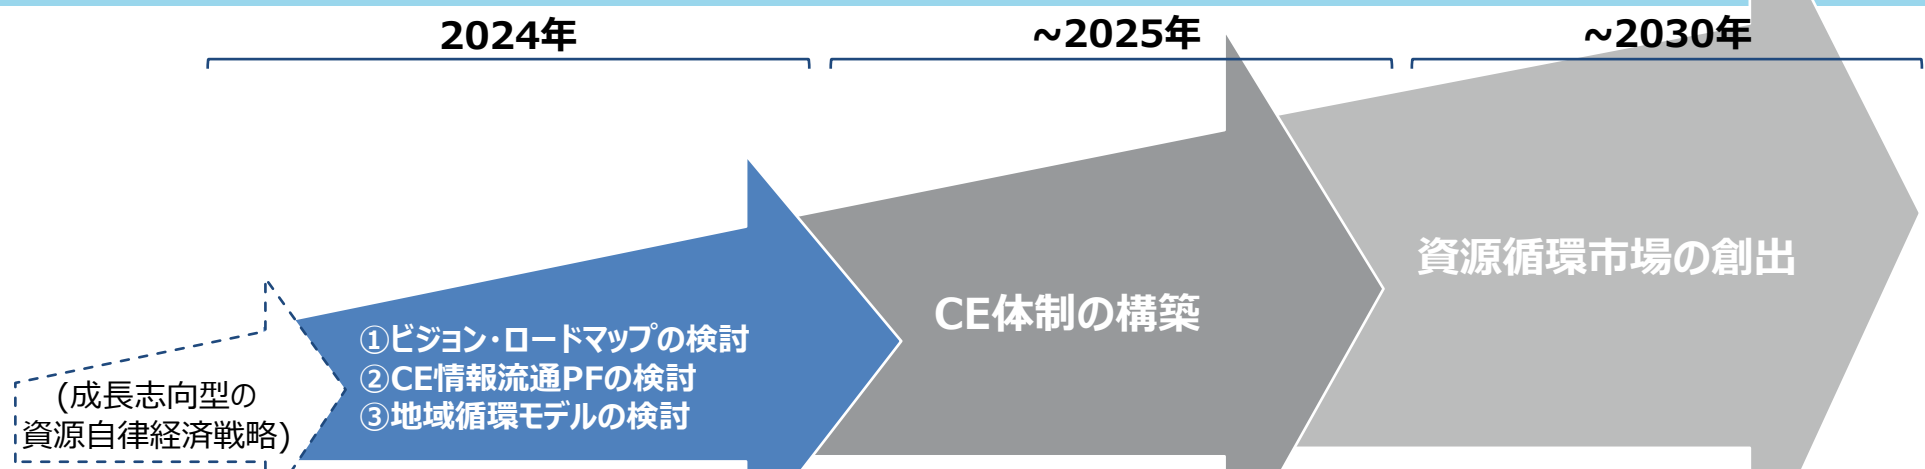 2024年
~2025年
~2030年
(成長志向型の
資源自律経済戦略)
①ビジョン・ロードマップの検討
②CE情報流通PFの検討
③地域循環モデルの検討
CE体制の構築
資源循環市場の創出